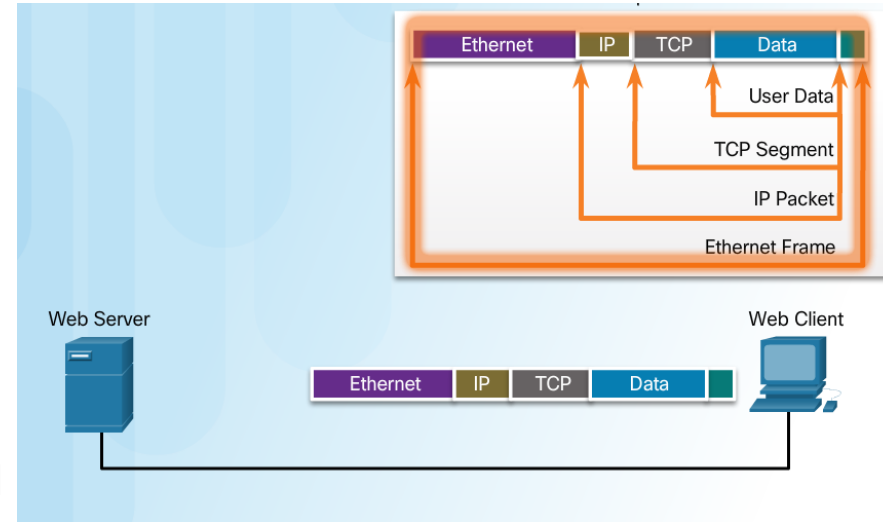 Ethernet IP TCP Data
User Data
TCP Segment
IP Packet
Ethernet Frame
Web Server
Web Client
Ethernet IP TCP Data